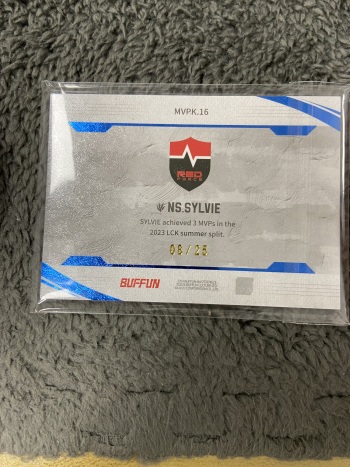 MVPK.16
RED
FORCE
NS.SYLVIE
SYLVIE achieved 3 MVPs in the
2023 LCK summer split.
08/25
BUFFUN